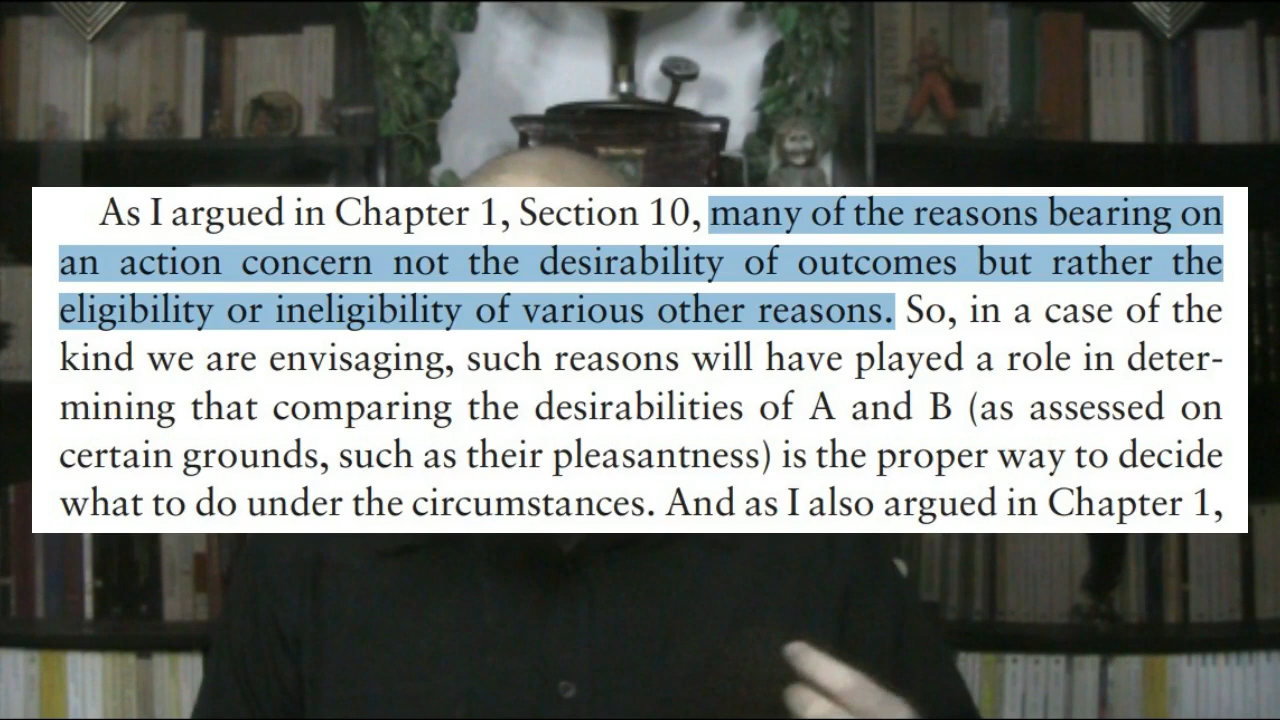 As I argued in Chapter 1, Section 10, many of the reasons bearing on
an action concern not the desirability of outcomes but rather the
eligibility or ineligibility of various other reasons. So, in a case of the
kind we are envisaging, such reasons will have played a role in deter-
mining that comparing the desirabilities of A and B (as assessed on
certain grounds, such as their pleasantness) is the proper way to decide
what to do under the circumstances. And as I also argued in Chapter 1,